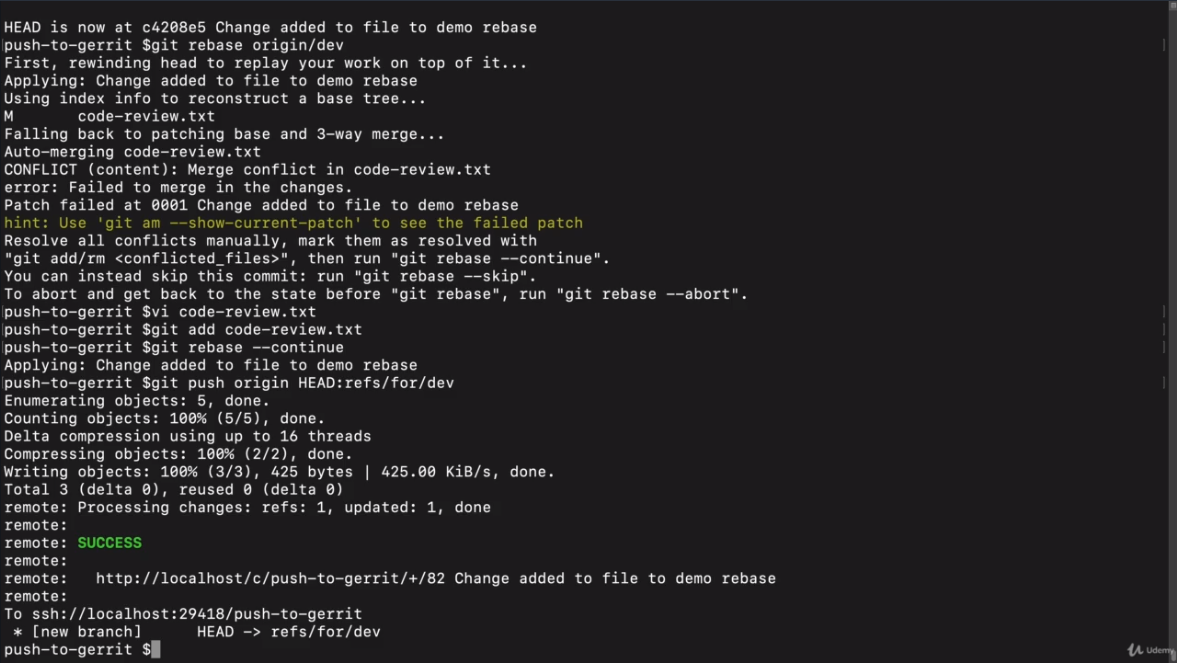 HEAD is now at c4208e5 Change added to file to demo rebase
push-to-gerrit $git rebase origin/dev
First, rewinding head to replay your work on top of it...
Applying: Change added to file to demo rebase
Using index info to reconstruct a base tree...
M       code-review.txt
Falling back to patching base and 3-way merge...
Auto-merging code-review.txt
CONFLICT (content): Merge conflict in code-review.txt
error: Failed to merge in the changes.
Patch failed at 0001 Change added to file to demo rebase
hint: Use 'git am --show-current-patch' to see the failed patch
Resolve all conflicts manually, mark them as resolved with
"git add/rm <conflicted_files>", then run "git rebase --continue".
You can instead skip this commit: run "git rebase --skip".
To abort and get back to the state before "git rebase", run "git rebase --abort".
push-to-gerrit $vi code-review.txt
push-to-gerrit $git add code-review.txt
push-to-gerrit $git rebase --continue
Applying: Change added to file to demo rebase
push-to-gerrit $git push origin HEAD:refs/for/dev
Enumerating objects: 5, done.
Counting objects: 100% (5/5), done.
Delta compression using up to 16 threads
Compressing objects: 100% (2/2), done.
Writing objects: 100% (3/3), 425 bytes | 425.00 KiB/s, done.
Total 3 (delta 0), reused 0 (delta 0)
remote: Processing changes: refs: 1, updated: 1, done
remote:
remote: SUCCESS
remote:
remote:   http://localhost/c/push-to-gerrit/+/82 Change added to file to demo rebase
remote:
To ssh://localhost:29418/push-to-gerrit
 * [new branch]      HEAD -> refs/for/dev
push-to-gerrit $
Udemy